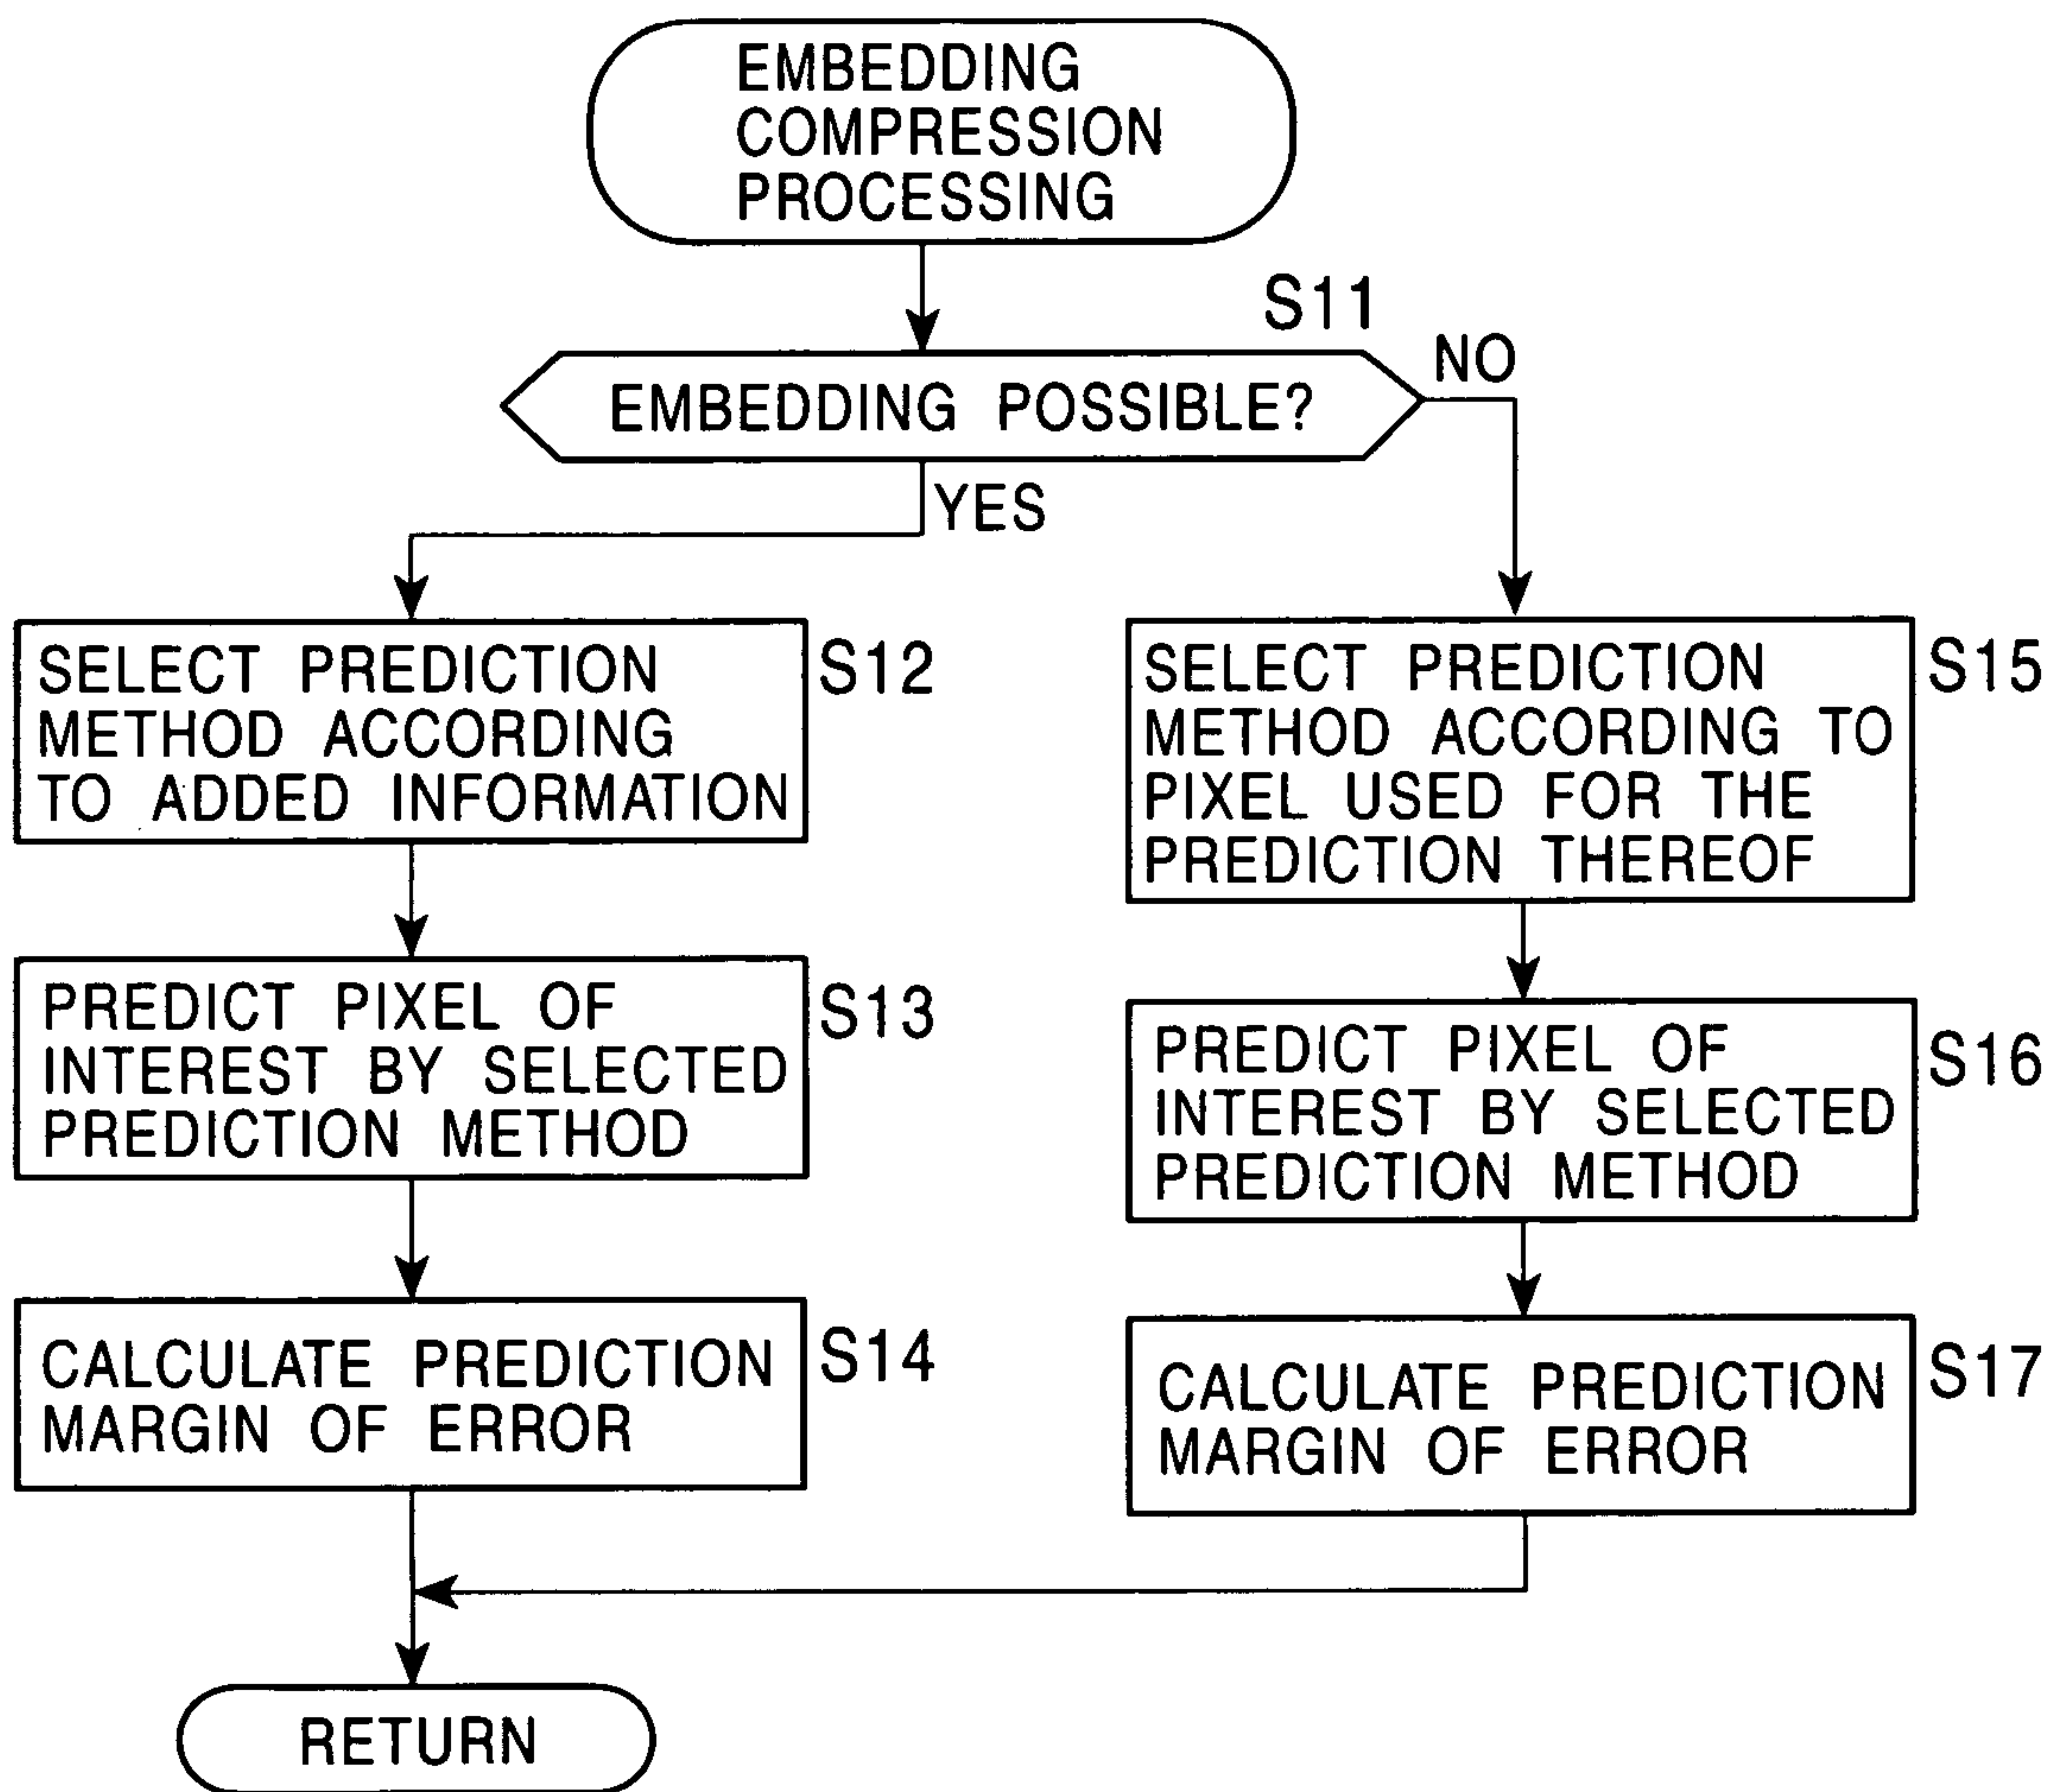 EMBEDDING
COMPRESSION
PROCESSING
S11
EMBEDDING POSSIBLE?
NO
YES
SELECT PREDICTION
METHOD ACCORDING
TO ADDED INFORMATION
S12
PREDICT PIXEL OF
INTEREST BY SELECTED
PREDICTION METHOD
S13
CALCULATE PREDICTION
MARGIN OF ERROR
S14
SELECT PREDICTION
METHOD ACCORDING TO
PIXEL USED FOR THE
PREDICTION THEREOF
S15
PREDICT PIXEL OF
INTEREST BY SELECTED
PREDICTION METHOD
S16
CALCULATE PREDICTION
MARGIN OF ERROR
S17
RETURN